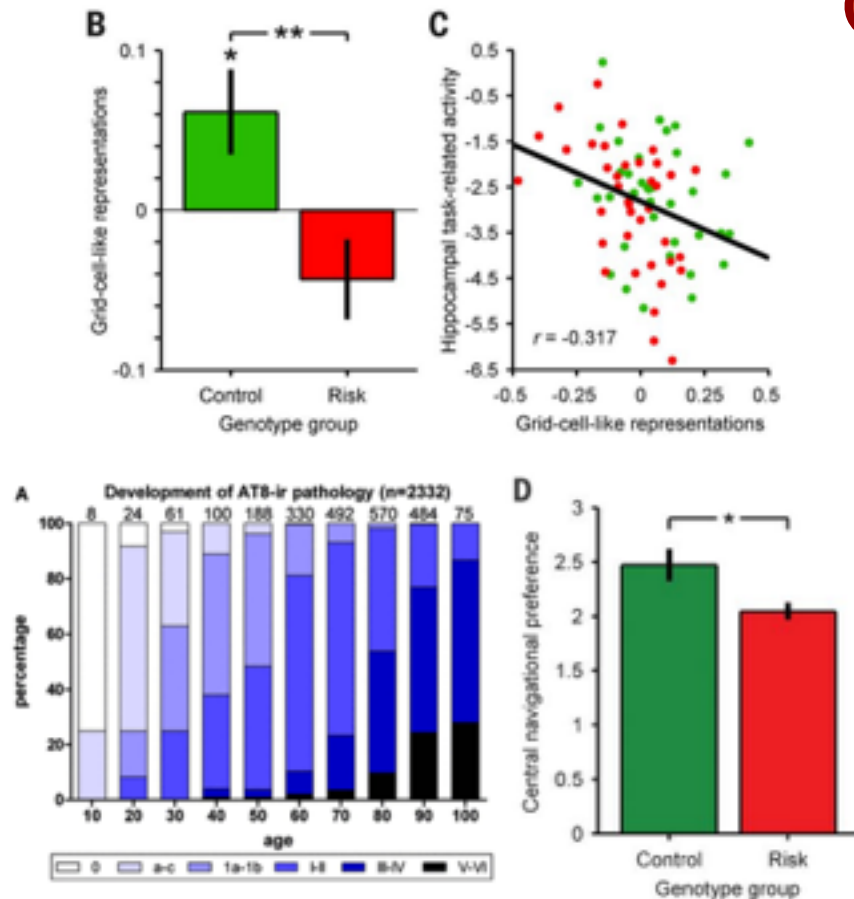 B
**
*
0.1
0
-0.1
Grid-cell-like representations
Control Risk
Genotype group
C
0.5
-0.5
-1.5
-2.5
-3.5
-4.5
-5.5
-6.5
Hippocampal task-related activity
r = -0.317
-0.5 -0.25 0 0.25 0.5
Grid-cell-like representations
A
Development of AT8-ir pathology (n=2332)
8 24 61 100 188 330 492 570 484 75
100
80
60
40
20
0
percentage
10 20 30 40 50 60 70 80 90 100
age
0 a-c 1a-1b I-II III-IV V-VI
D
*
3
2.5
2
1.5
1
0.5
0
Central navigational preference
Control Risk
Genotype group